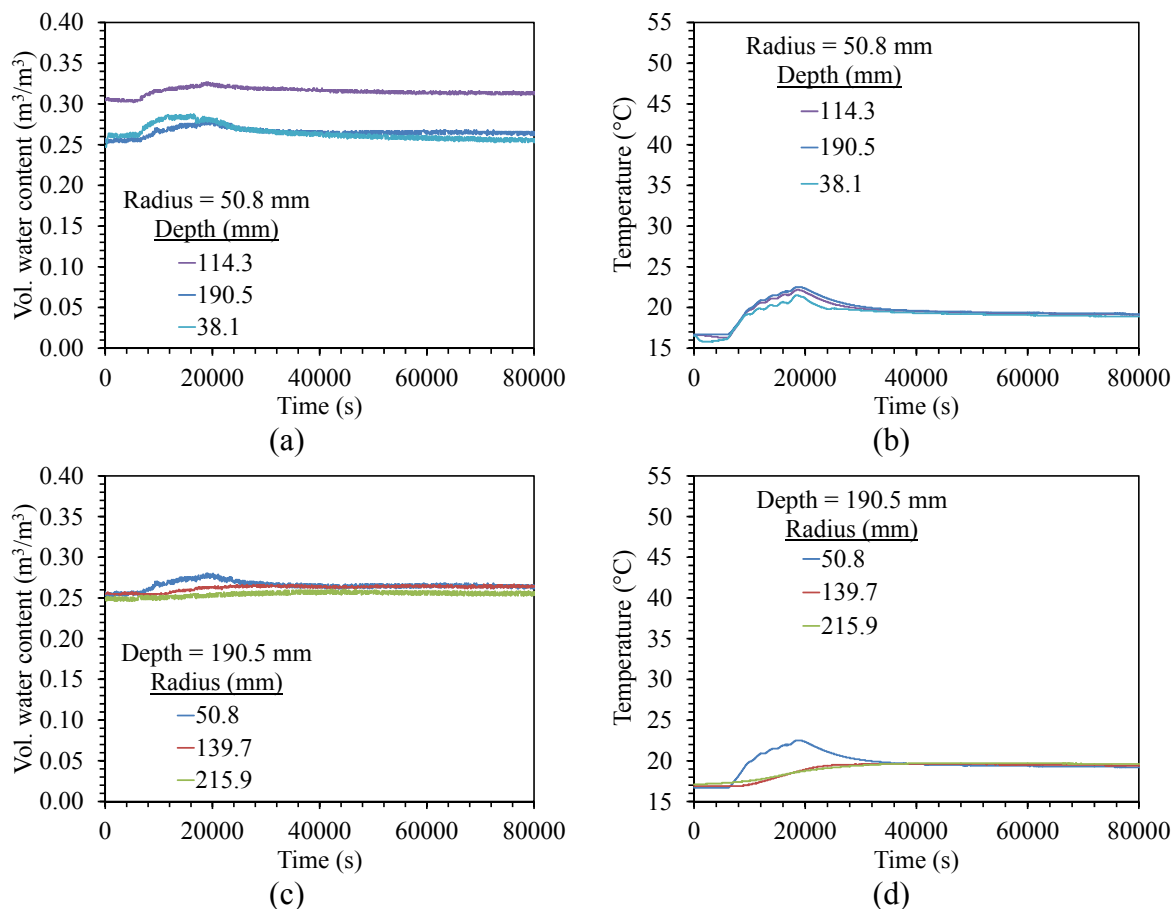 0.40
0.35
0.30
0.25
0.20
0.15
0.10
0.05
0.00
Vol. water content (m³/m³)
Radius = 50.8 mm
Depth (mm)
114.3
190.5
38.1
0 20000 40000 60000 80000
Time (s)
(a)
55
50
45
40
35
30
25
20
15
Temperature (°C)
Radius = 50.8 mm
Depth (mm)
114.3
190.5
38.1
0 20000 40000 60000 80000
Time (s)
(b)
0.40
0.35
0.30
0.25
0.20
0.15
0.10
0.05
0.00
Vol. water content (m³/m³)
Depth = 190.5 mm
Radius (mm)
50.8
139.7
215.9
0 20000 40000 60000 80000
Time (s)
(c)
55
50
45
40
35
30
25
20
15
Temperature (°C)
Depth = 190.5 mm
Radius (mm)
50.8
139.7
215.9
0 20000 40000 60000 80000
Time (s)
(d)